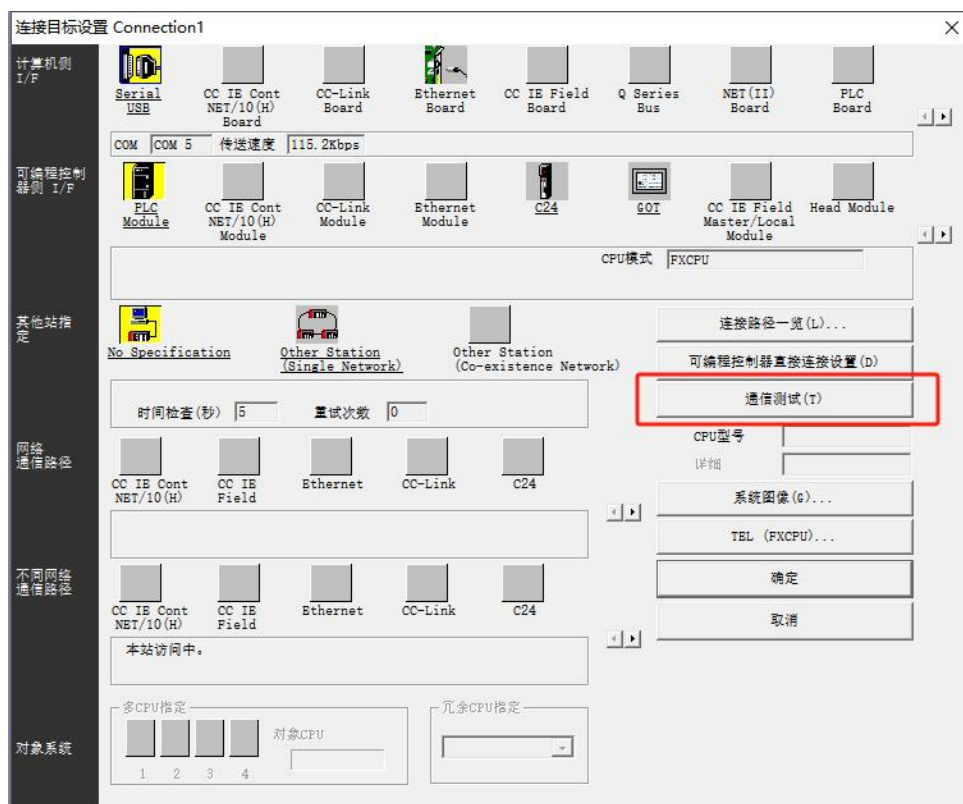 连接目标设置 Connection1
计算机侧
I/F
Serial
USB
CC IE Cont
NET/10(H)
Board
CC-Link
Board
Ethernet
Board
CC IE Field
Board
Q Series
Bus
NET(II)
Board
PLC
Board
COM COM 5 传送速度 115.2Kbps
可编程控制
器侧 I/F
PLC
Module
CC IE Cont
NET/10(H)
Module
CC-Link
Module
Ethernet
Module
C24
GOT
CC IE Field
Master/Local
Module
Head Module
CPU模式 FXCPU
其他站指
定
No Specification
Other Station
(Single Network)
Other Station
(Co-existence Network)
连接路径一览(L)...
可编程控制器直接连接设置(D)
通信测试(T)
时间检查(秒) 5 重试次数 0
CPU型号
详细
网络
通信路径
CC IE Cont
NET/10(H)
CC IE
Field
Ethernet
CC-Link
C24
系统图像(G)...
TEL (FXCPU)...
不同网络
通信路径
CC IE Cont
NET/10(H)
CC IE
Field
Ethernet
CC-Link
C24
确定
取消
本站访问中。
对象系统
多CPU指定
对象CPU
1 2 3 4
冗余CPU指定